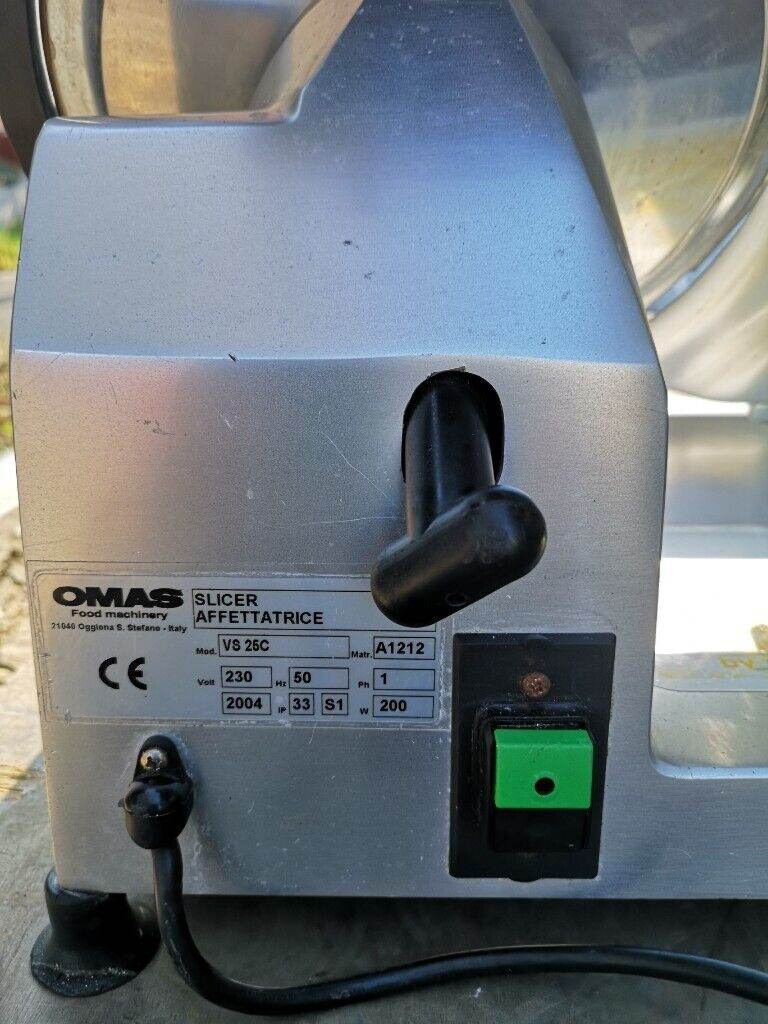 OMAS
Food machinery
21040 Oggiona S. Stefano - Italy
SLICER
AFFETTATRICE
Mod. VS 25C Matr. A1212
CE
Volt 230 Hz 50 Ph 1
2004 IP 33 S1 W 200